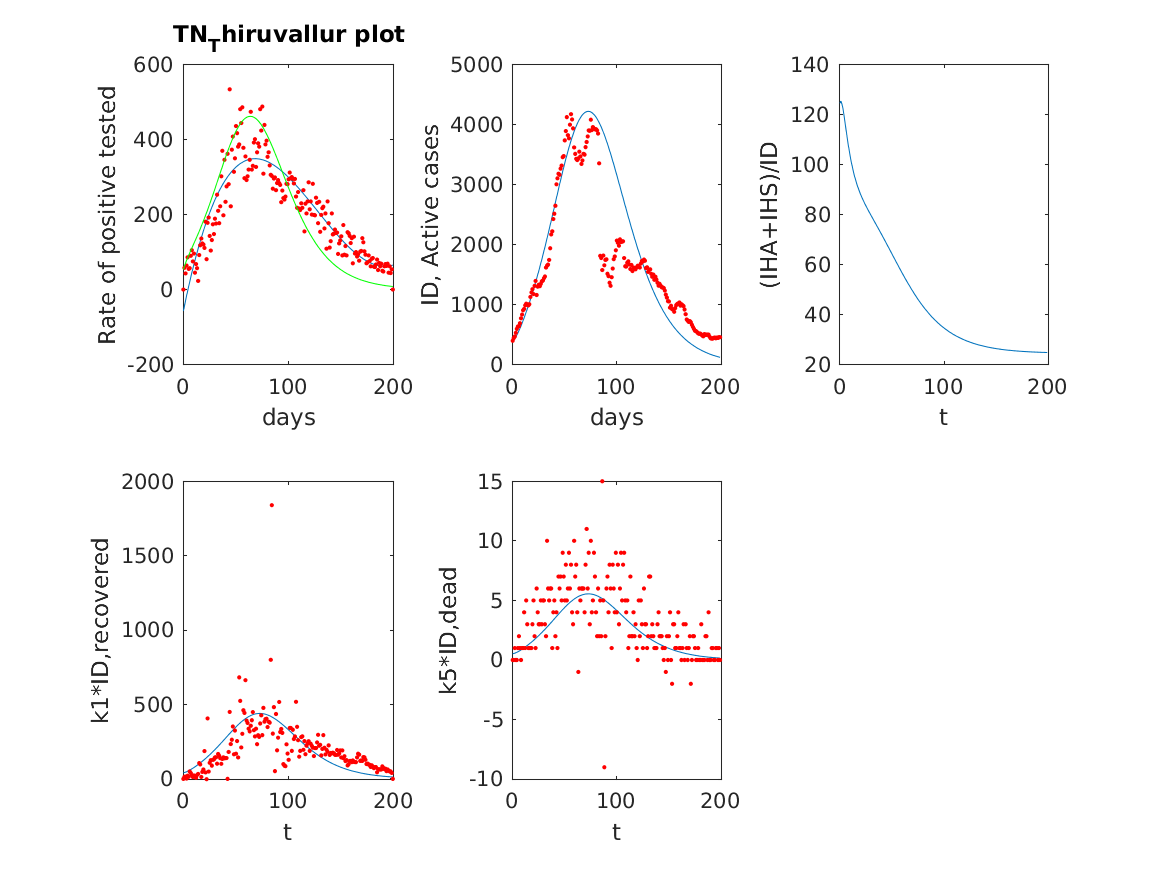 TN_Thiruvallur plot
600
400
200
0
-200
Rate of positive tested
0 100 200
days
5000
4000
3000
2000
1000
0
ID, Active cases
0 100 200
days
140
120
100
80
60
40
20
(IHA+IHS)/ID
0 100 200
t
2000
1500
1000
500
0
k1*ID,recovered
0 100 200
t
15
10
5
0
-5
-10
k5*ID,dead
0 100 200
t